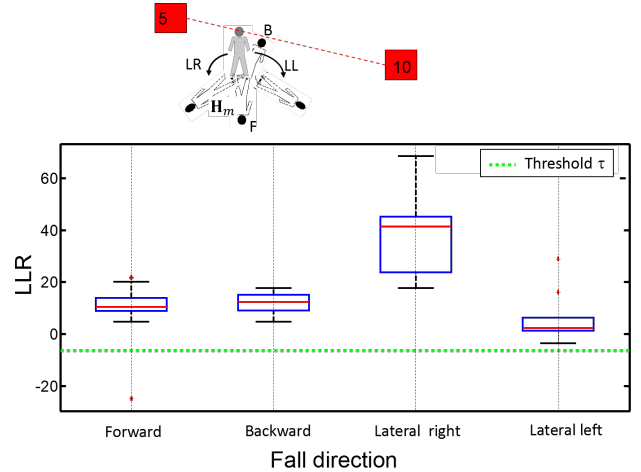 5
B
LR
LL
10
H_m
F
Threshold τ
60
40
20
0
-20
LLR
Forward
Backward
Lateral right
Lateral left
Fall direction